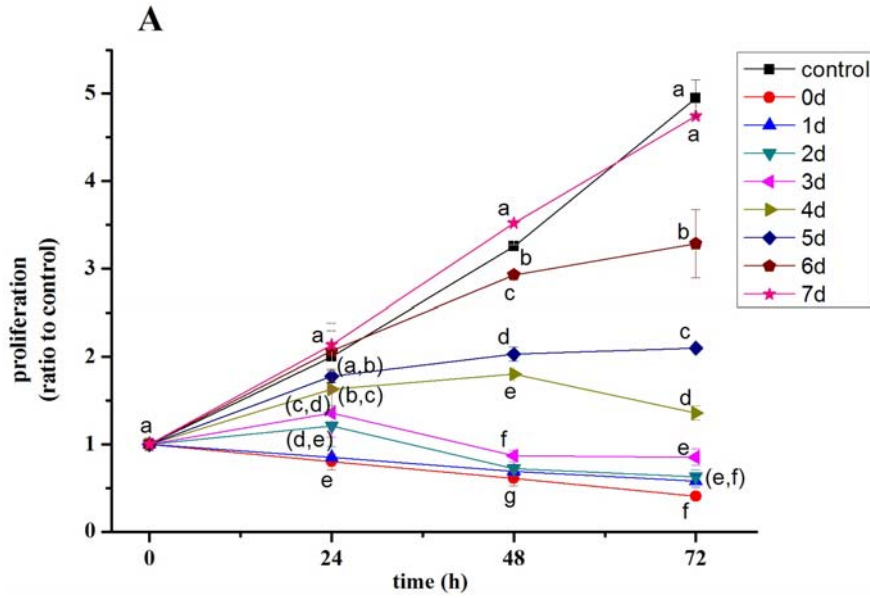 A
control
0d
1d
2d
3d
4d
5d
6d
7d
proliferation
(ratio to control)
5
4
3
2
1
0
a
a
(a,b)
(b,c)
(c,d)
(d,e)
e
a
b
c
d
e
f
g
a
a
b
c
d
e
(e,f)
f
0
24
48
72
time (h)